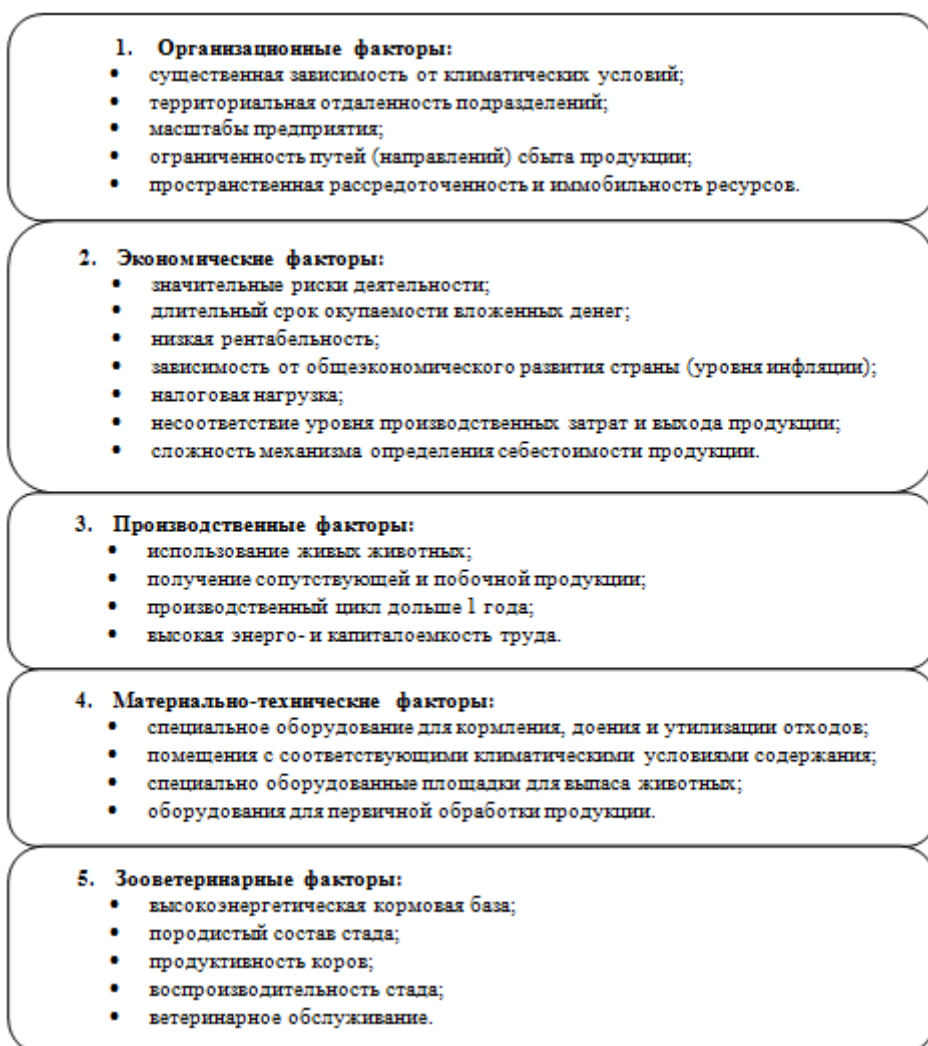 1. Организационные факторы:
• существенная зависимость от климатических условий;
• территориальная отдаленность подразделений;
• масштабы предприятия;
• ограниченность путей (направлений) сбыта продукции;
• пространственная рассредоточенность и иммобильность ресурсов.
2. Экономические факторы:
• значительные риски деятельности;
• длительный срок окупаемости вложенных денег;
• низкая рентабельность;
• зависимость от общеэкономического развития страны (уровня инфляции);
• налоговая нагрузка;
• несоответствие уровня производственных затрат и выхода продукции;
• сложность механизма определения себестоимости продукции.
3. Производственные факторы:
• использование живых животных;
• получение сопутствующей и побочной продукции;
• производственный цикл дольше 1 года;
• высокая энерго- и капиталоемкость труда.
4. Материально-технические факторы:
• специальное оборудование для кормления, доения и утилизации отходов;
• помещения с соответствующими климатическими условиями содержания;
• специально оборудованные площадки для выпаса животных;
• оборудования для первичной обработки продукции.
5. Зооветеринарные факторы:
• высокоэнергетическая кормовая база;
• породистый состав стада;
• продуктивность коров;
• воспроизводительность стада;
• ветеринарное обслуживание.